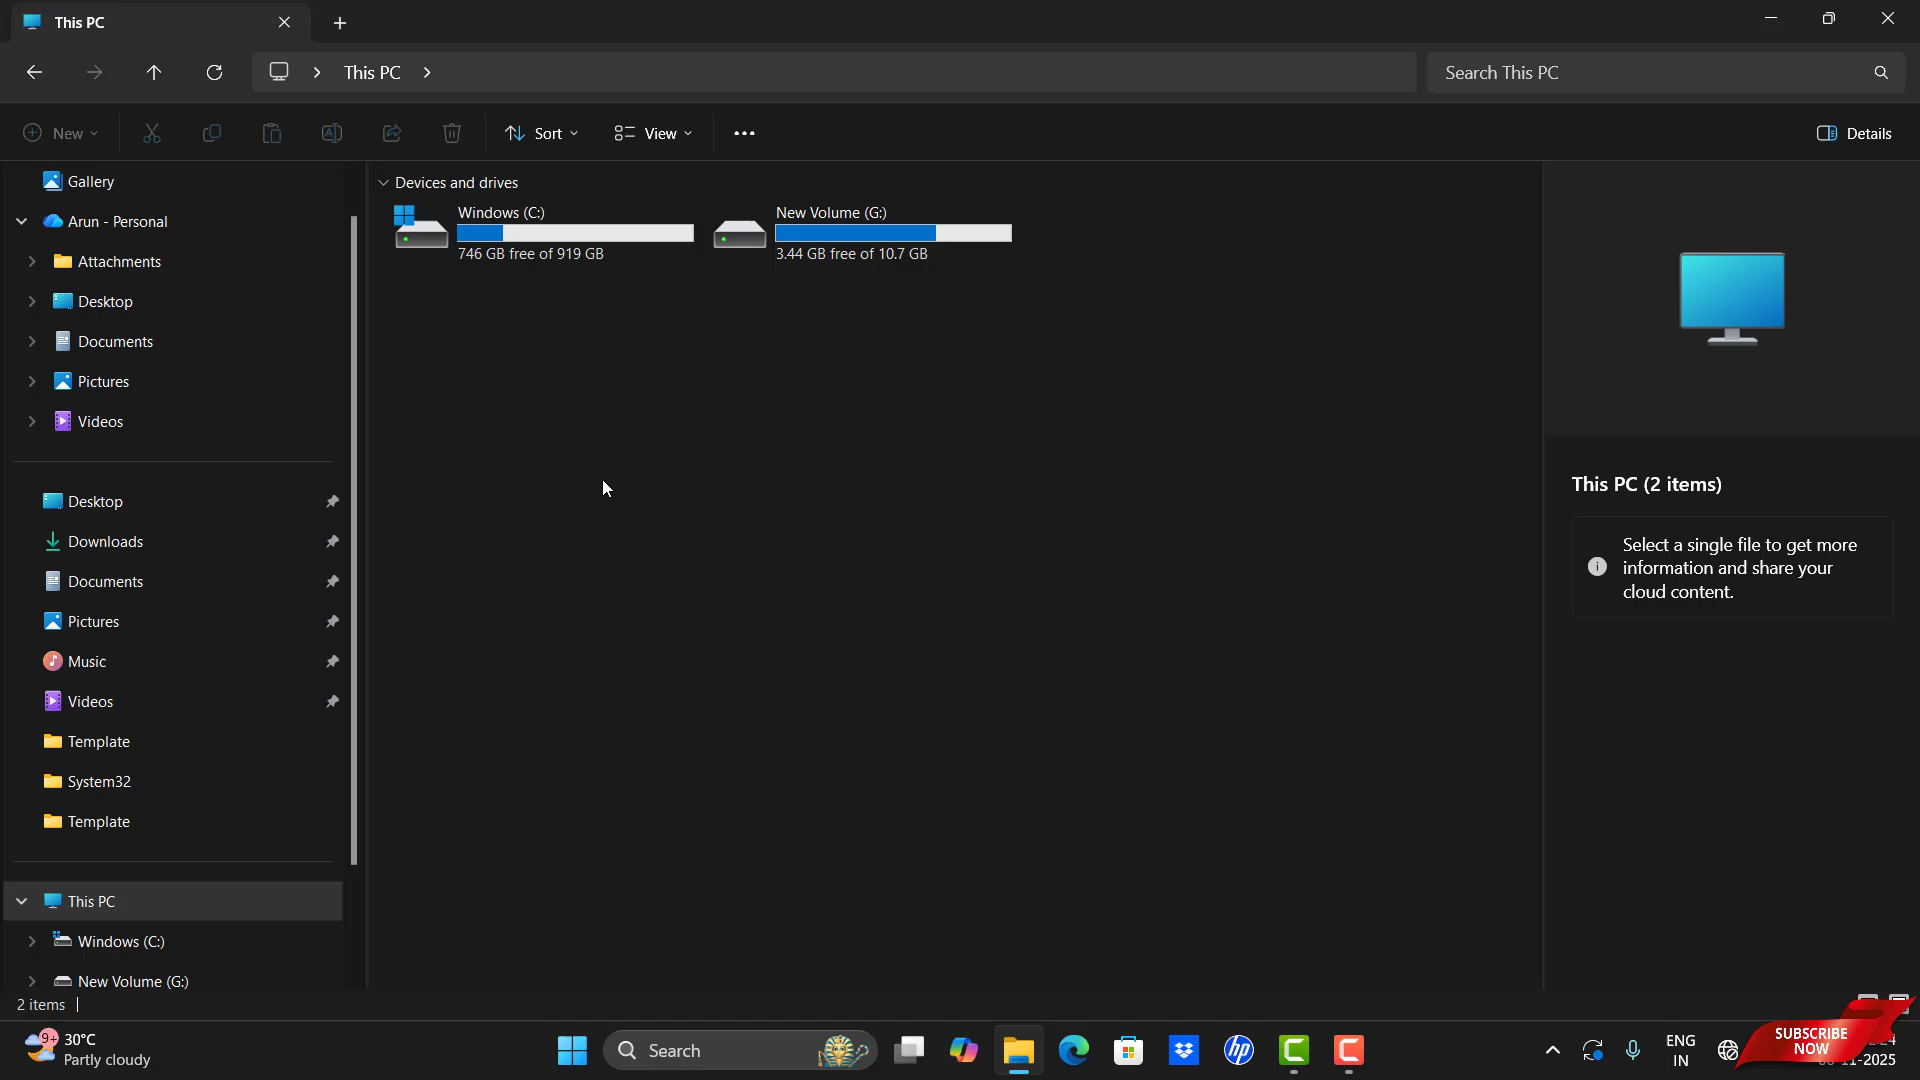 This PC
This PC
Search This PC
New
Sort
View
Details
Gallery
Arun - Personal
Attachments
Desktop
Documents
Pictures
Videos
Desktop
Downloads
Documents
Pictures
Music
Videos
Template
System32
Template
This PC
Windows (C:)
New Volume (G:)
2 items
Devices and drives
Windows (C:)
746 GB free of 919 GB
New Volume (G:)
3.44 GB free of 10.7 GB
This PC (2 items)
Select a single file to get more
information and share your
cloud content.
9+
30°C
Partly cloudy
Search
hp
ENG
IN
SUBSCRIBE
NOW